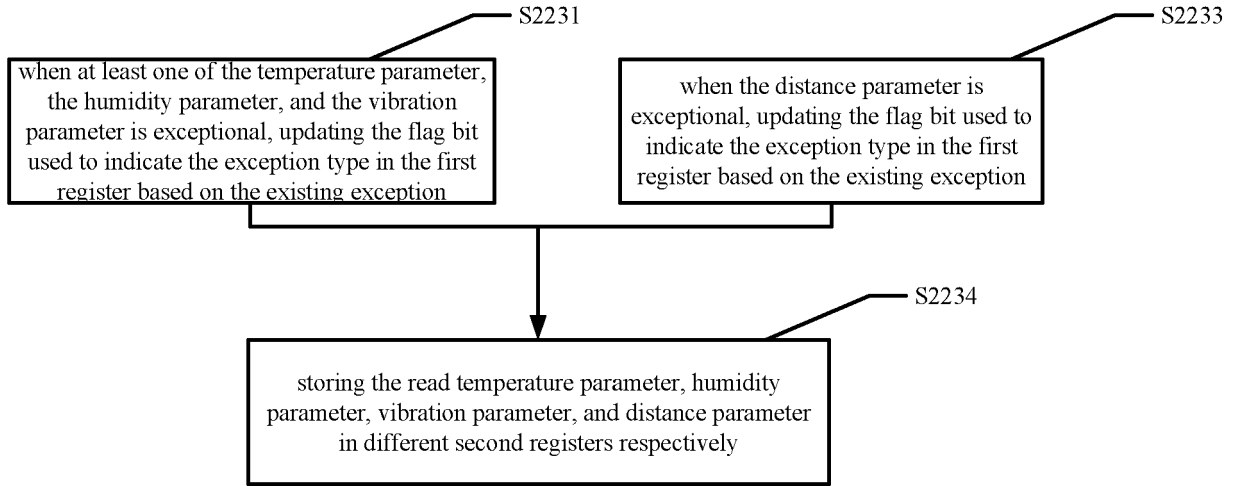 S2231
when at least one of the temperature parameter,
the humidity parameter, and the vibration
parameter is exceptional, updating the flag bit
used to indicate the exception type in the first
register based on the existing exception
S2233
when the distance parameter is
exceptional, updating the flag bit used to
indicate the exception type in the first
register based on the existing exception
S2234
storing the read temperature parameter, humidity
parameter, vibration parameter, and distance parameter
in different second registers respectively